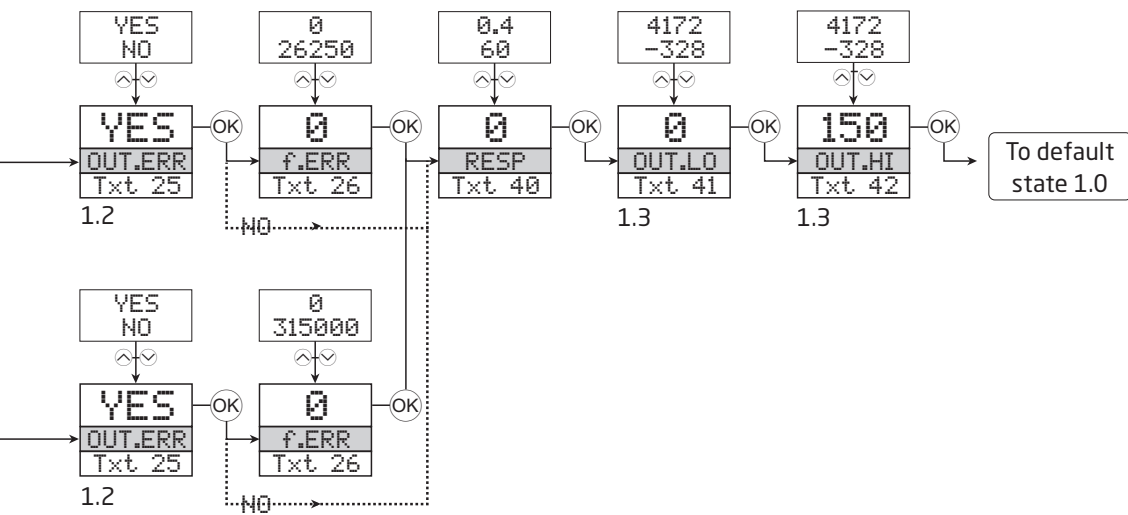 YES
NO
0
26250
0.4
60
4172
-328
4172
-328
YES
OK
0
OK
0
OK
0
OK
150
OK
OUT.ERR
f.ERR
RESP
OUT.LO
OUT.HI
Txt 25
Txt 26
Txt 40
Txt 41
Txt 42
To default
state 1.0
1.2
1.3
1.3
NO
YES
NO
0
315000
YES
OK
0
OK
OUT.ERR
f.ERR
Txt 25
Txt 26
1.2
NO